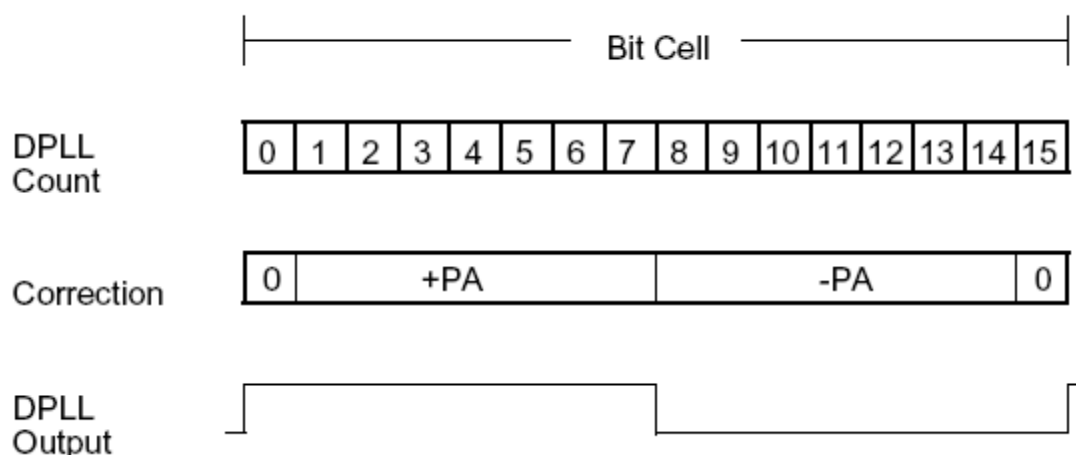 Bit Cell
DPLL
Count
0 1 2 3 4 5 6 7 8 9 10 11 12 13 14 15
Correction
0 +PA -PA 0
DPLL
Output